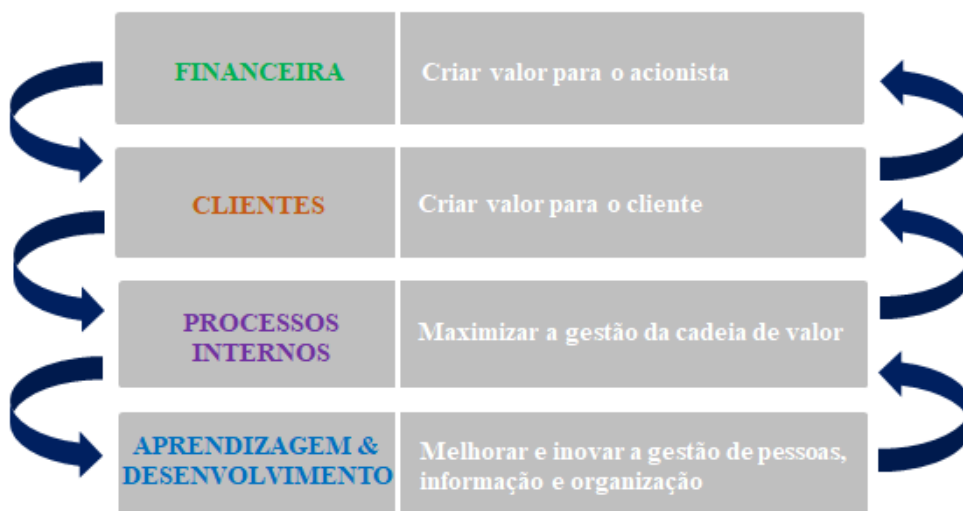 FINANCEIRA
Criar valor para o acionista
CLIENTES
Criar valor para o cliente
PROCESSOS
INTERNOS
Maximizar a gestão da cadeia de valor
APRENDIZAGEM &
DESENVOLVIMENTO
Melhorar e inovar a gestão de pessoas,
informação e organização